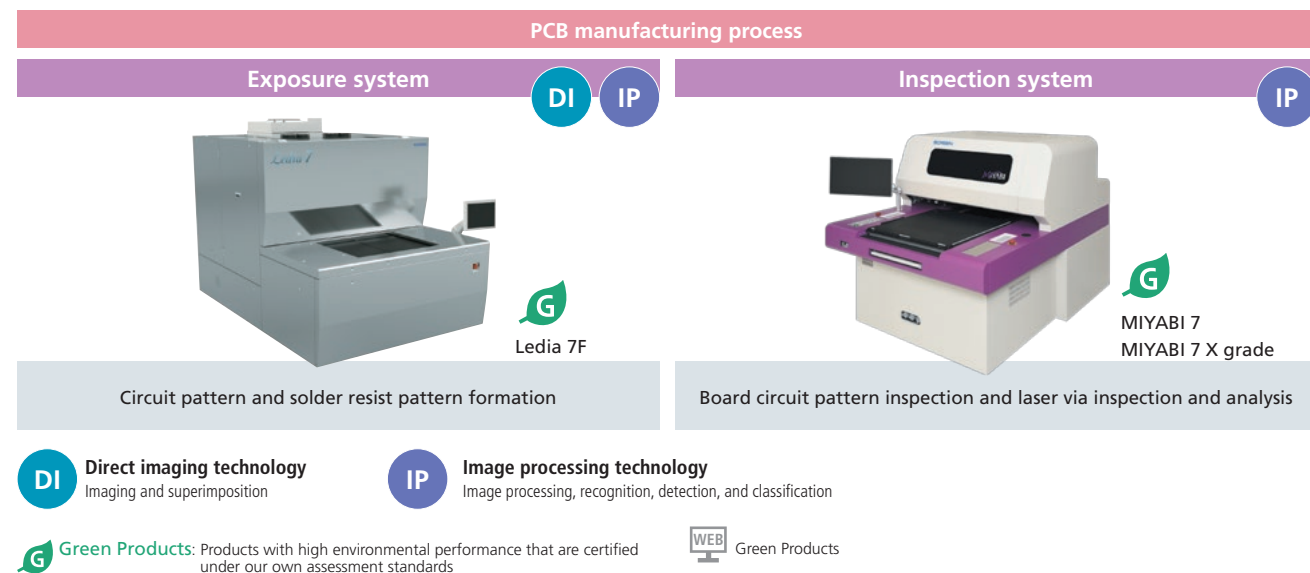 PCB manufacturing process
Exposure system
DI
IP
Inspection system
IP
Ledia 7
MIYABI
G
Ledia 7F
G
MIYABI 7
MIYABI 7 X grade
Circuit pattern and solder resist pattern formation
Board circuit pattern inspection and laser via inspection and analysis
DI
Direct imaging technology
Imaging and superimposition
IP
Image processing technology
Image processing, recognition, detection, and classification
G
Green Products: Products with high environmental performance that are certified
under our own assessment standards
WEB
Green Products